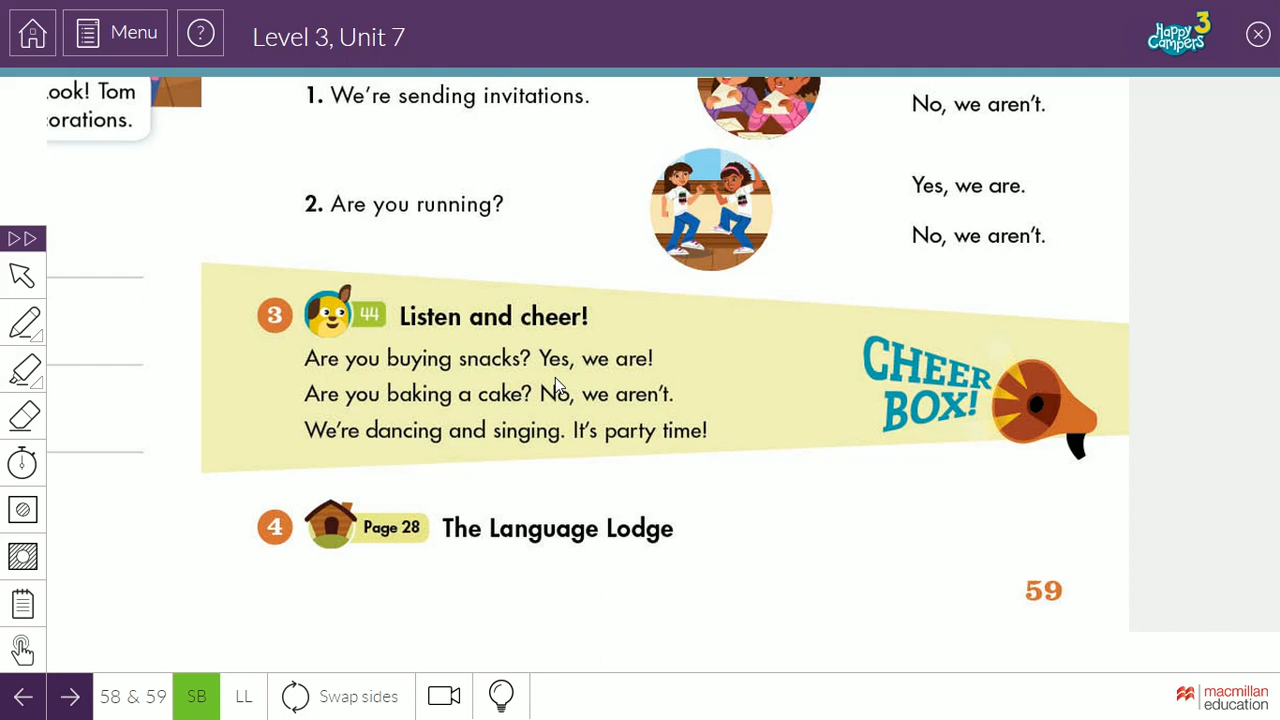 Menu
?
Level 3, Unit 7
Happy Campers 3
ook! Tom
orations.
1. We're sending invitations.
No, we aren't.
2. Are you running?
Yes, we are.
No, we aren't.
3 44 Listen and cheer!
Are you buying snacks? Yes, we are!
Are you baking a cake? No, we aren't.
We're dancing and singing. It's party time!
CHEER
BOX!
4 Page 28 The Language Lodge
59
58 & 59 SB LL Swap sides
macmillan
education